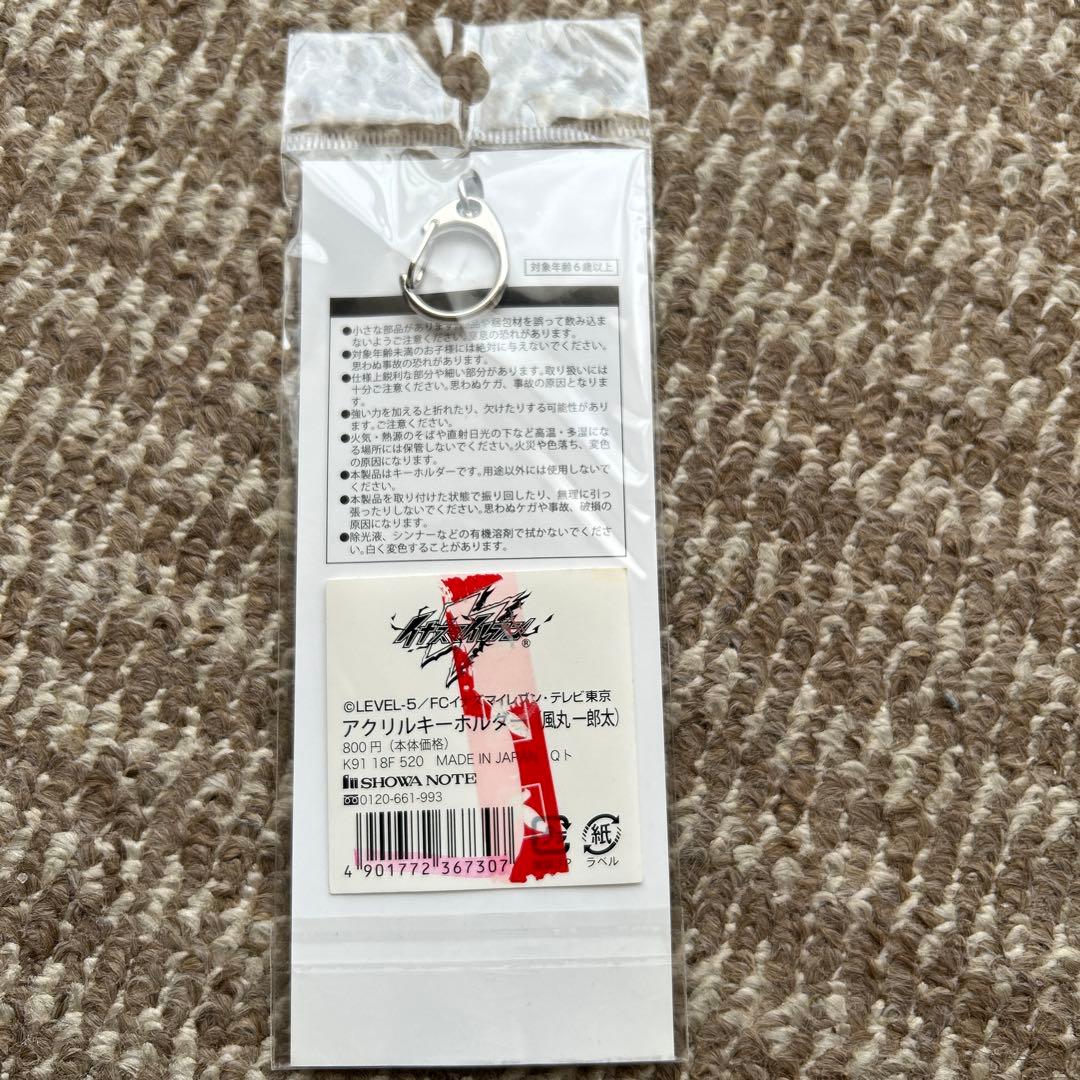 対象年齢6歳以上
●小さな部品があります。 や梱包材を誤って飲み込ま
ないようご注意ください。窒息の恐れがあります。
●対象年齢未満のお子様には絶対に与えないでください。
思わぬ事故の恐れがあります。
●仕様上鋭利な部分や細い部分があります。取り扱いには
十分ご注意ください。思わぬケガ、事故の原因となりま
す。
●強い力を加えると折れたり、欠けたりする可能性があり
ます。ご注意ください。
●火気・熱源のそばや直射日光の下など高温・多湿にな
る場所には保管しないでください。火災や色落ち、変色
の原因になります。
●本製品はキーホルダーです。用途以外には使用しないで
ください。
●本製品を取り付けた状態で振り回したり、無理に引っ
張ったりしないでください。思わぬケガや事故、破損の
原因になります。
●除光液、シンナーなどの有機溶剤で拭かないでくださ
い。白く変色することがあります。
イナズマイレブン®
©LEVEL-5／FCイナズマイレブン・テレビ東京
アクリルキーホルダー（風丸一郎太）
800円（本体価格）
K91 18F 520 MADE IN JAPAN Qト
SHOWA NOTE
0120-661-993
4 901772 367307
紙
ラベル